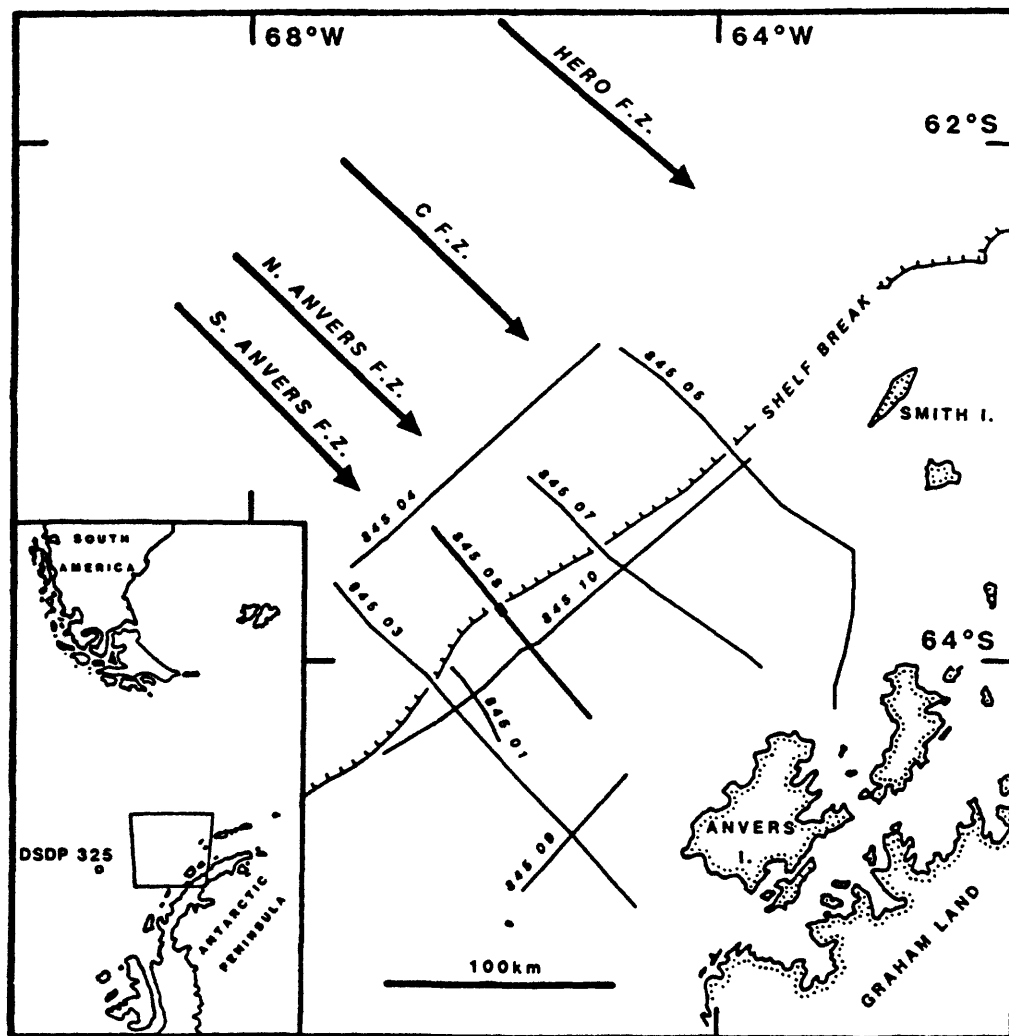 68°W
64°W
HERO F.Z.
62°S
C F.Z.
N. ANVERS F.Z.
S. ANVERS F.Z.
845 05
SHELF BREAK
SMITH I.
845 04
845 07
845 08
845 10
845 03
64°S
845 01
845 09
ANVERS
I.
GRAHAM LAND
100km
SOUTH
AMERICA
DSDP 325
ANTARCTIC
PENINSULA